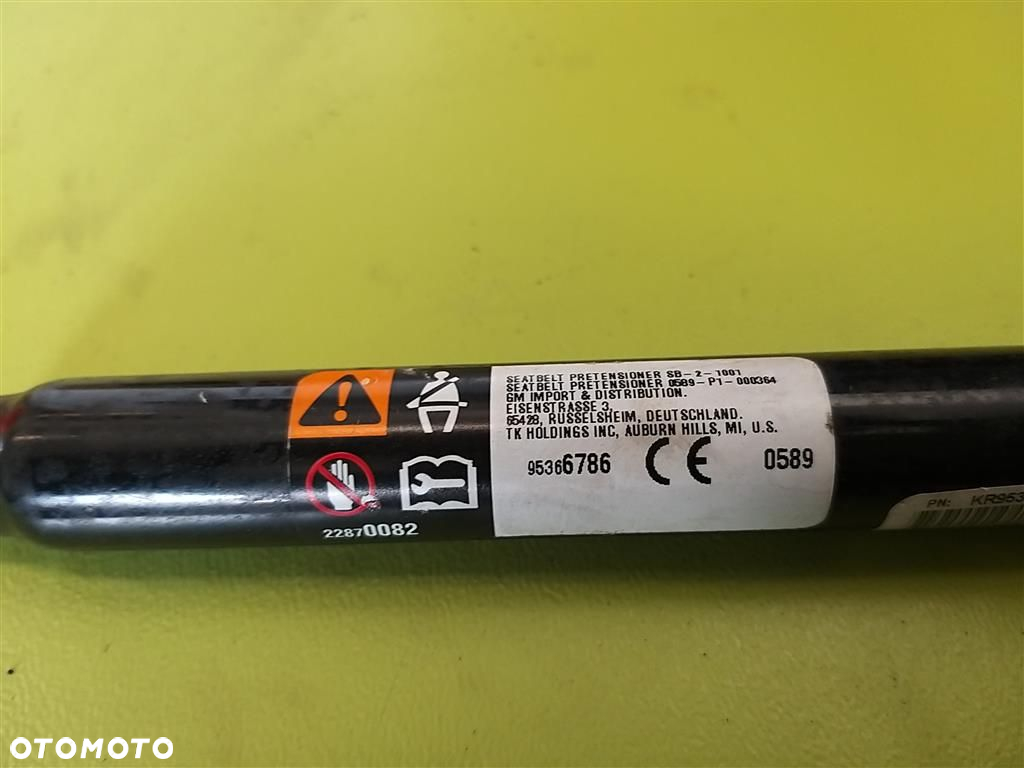 SEATBELT PRETENSIONER SB-2-1001
SEATBELT PRETENSIONER 0589-P1-000364
GM IMPORT & DISTRIBUTION.
EISENSTRASSE 3,
65428, RUSSELSHEIM, DEUTSCHLAND.
TK HOLDINGS INC, AUBURN HILLS, MI, U.S.
95366786 CE 0589
22870082
PN: KR953
OTOMOTO